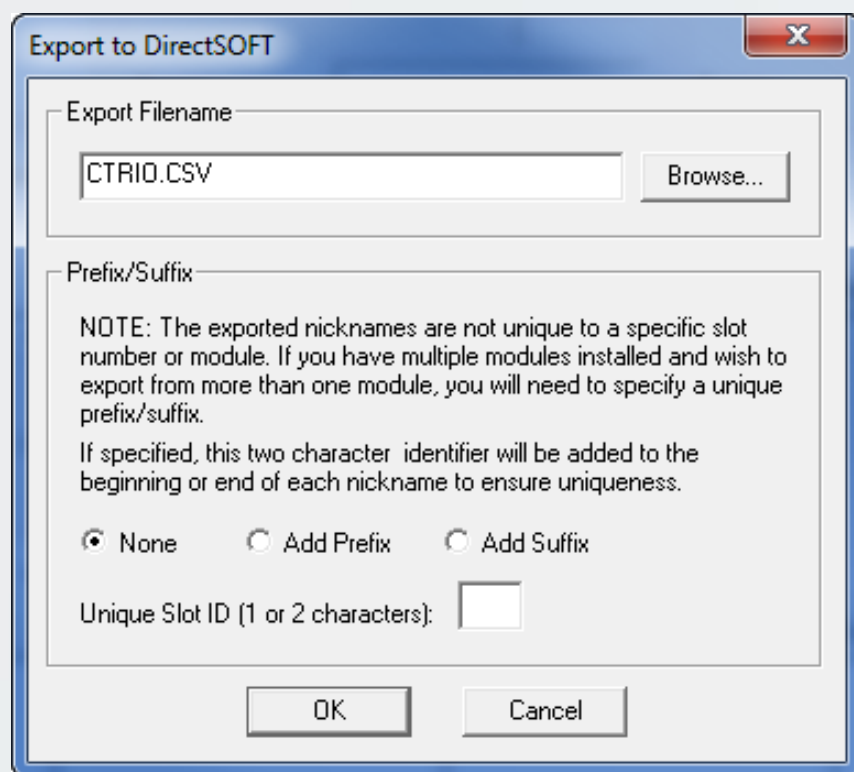 Export to DirectSOFT
Export Filename
CTRIO.CSV
Browse...
Prefix/Suffix
NOTE: The exported nicknames are not unique to a specific slot
number or module. If you have multiple modules installed and wish to
export from more than one module, you will need to specify a unique
prefix/suffix.
If specified, this two character identifier will be added to the
beginning or end of each nickname to ensure uniqueness.
None Add Prefix Add Suffix
Unique Slot ID (1 or 2 characters):
OK Cancel